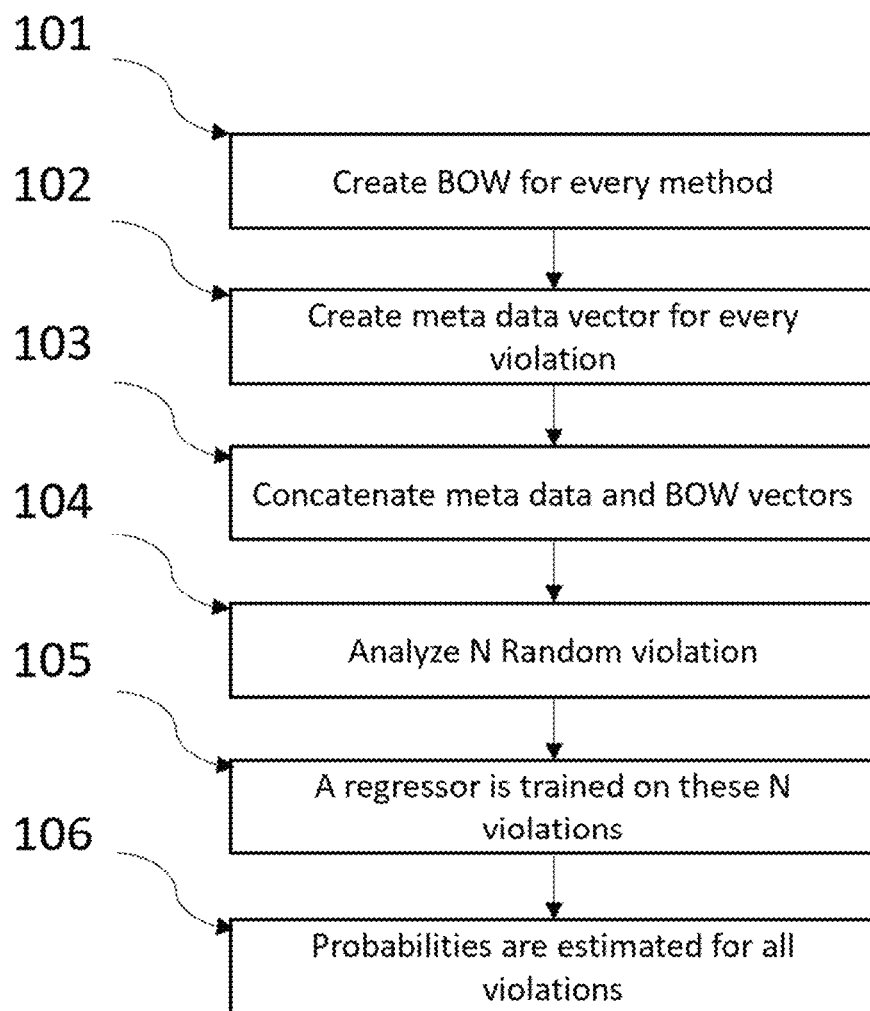 101
Create BOW for every method
102
Create meta data vector for every
violation
103
Concatenate meta data and BOW vectors
104
Analyze N Random violation
105
A regressor is trained on these N
violations
106
Probabilities are estimated for all
violations